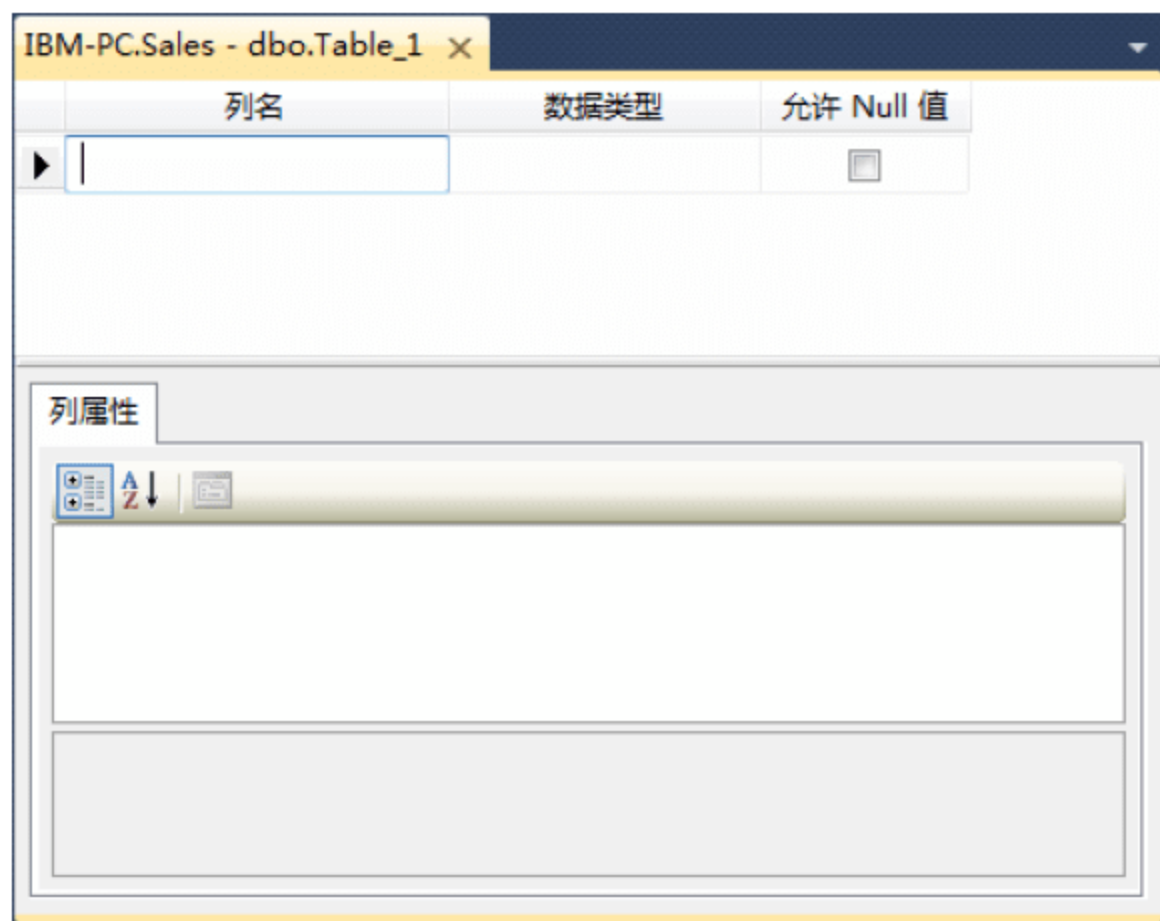 IBM-PC.Sales - dbo.Table_1
列名 数据类型 允许 Null 值
列属性